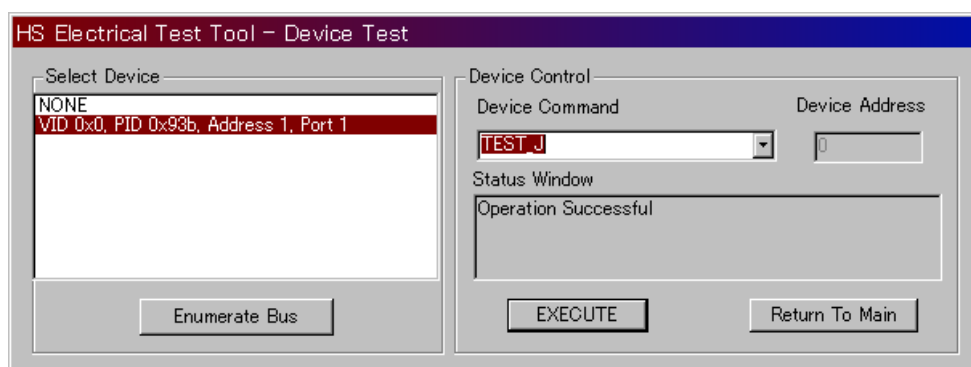 HS Electrical Test Tool - Device Test
Select Device
NONE
VID 0x0, PID 0x93b, Address 1, Port 1
Enumerate Bus
Device Control
Device Command
Device Address
TEST_J
0
Status Window
Operation Successful
EXECUTE
Return To Main